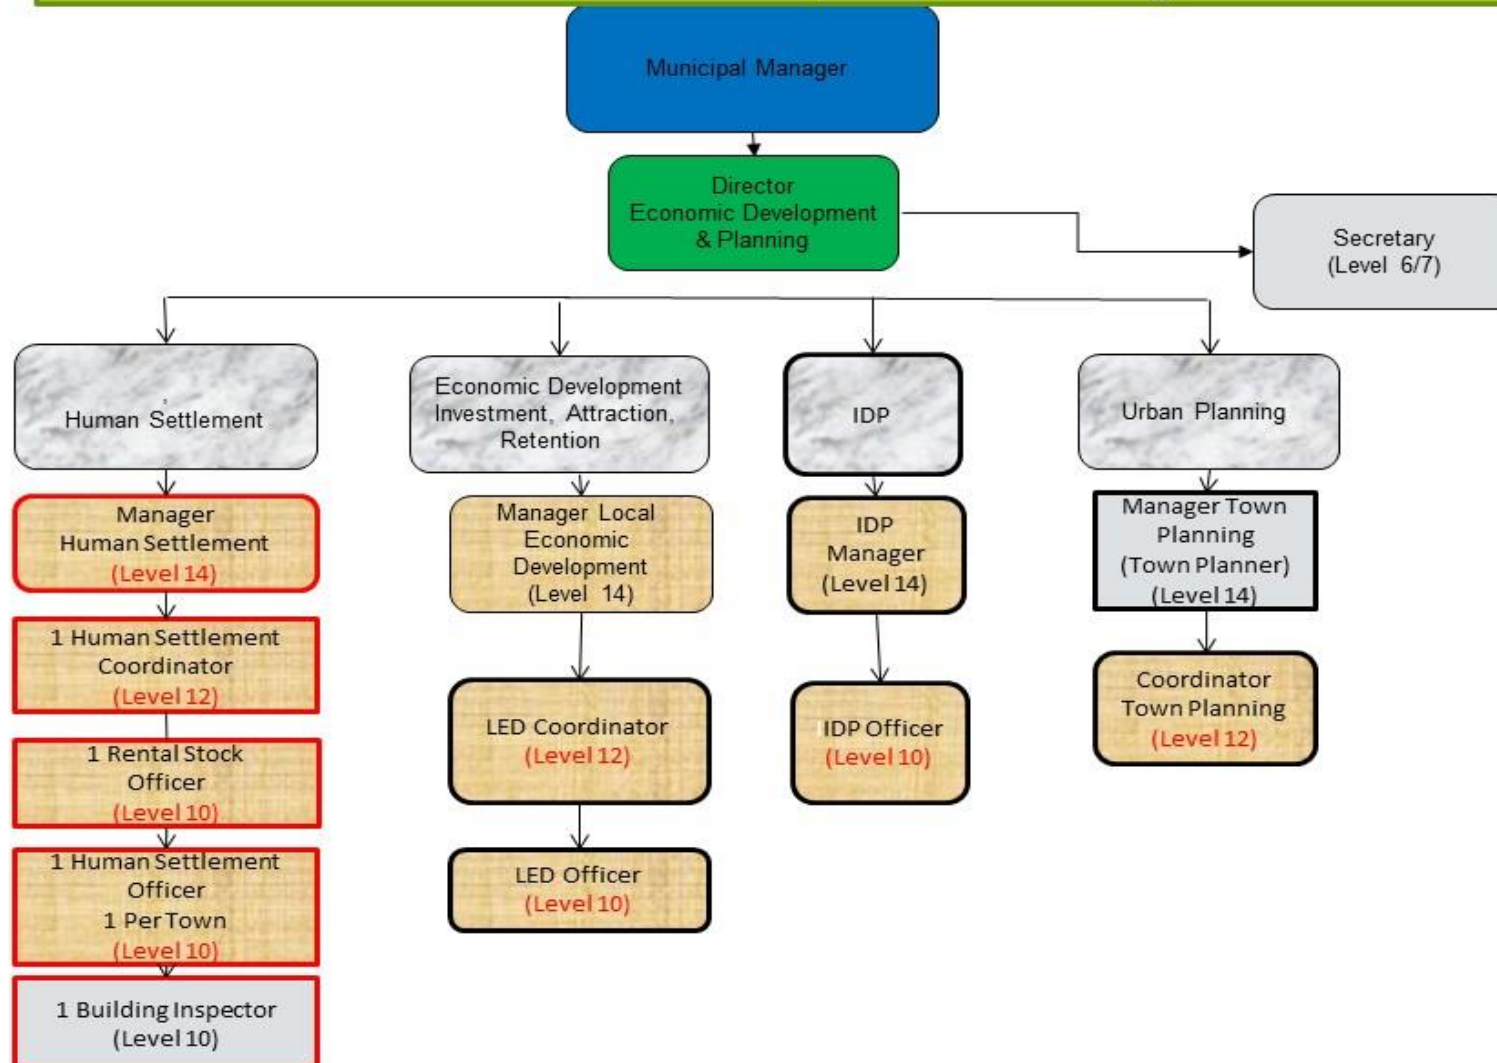 Municipal Manager
Director
Economic Development
& Planning
Secretary
(Level 6/7)
Human Settlement
Economic Development
Investment, Attraction,
Retention
IDP
Urban Planning
Manager
Human Settlement
(Level 14)
Manager Local
Economic
Development
(Level 14)
IDP
Manager
(Level 14)
Manager Town
Planning
(Town Planner)
(Level 14)
1 Human Settlement
Coordinator
(Level 12)
LED Coordinator
(Level 12)
IDP Officer
(Level 10)
Coordinator
Town Planning
(Level 12)
1 Rental Stock
Officer
(Level 10)
1 Human Settlement
Officer
1 Per Town
(Level 10)
LED Officer
(Level 10)
1 Building Inspector
(Level 10)